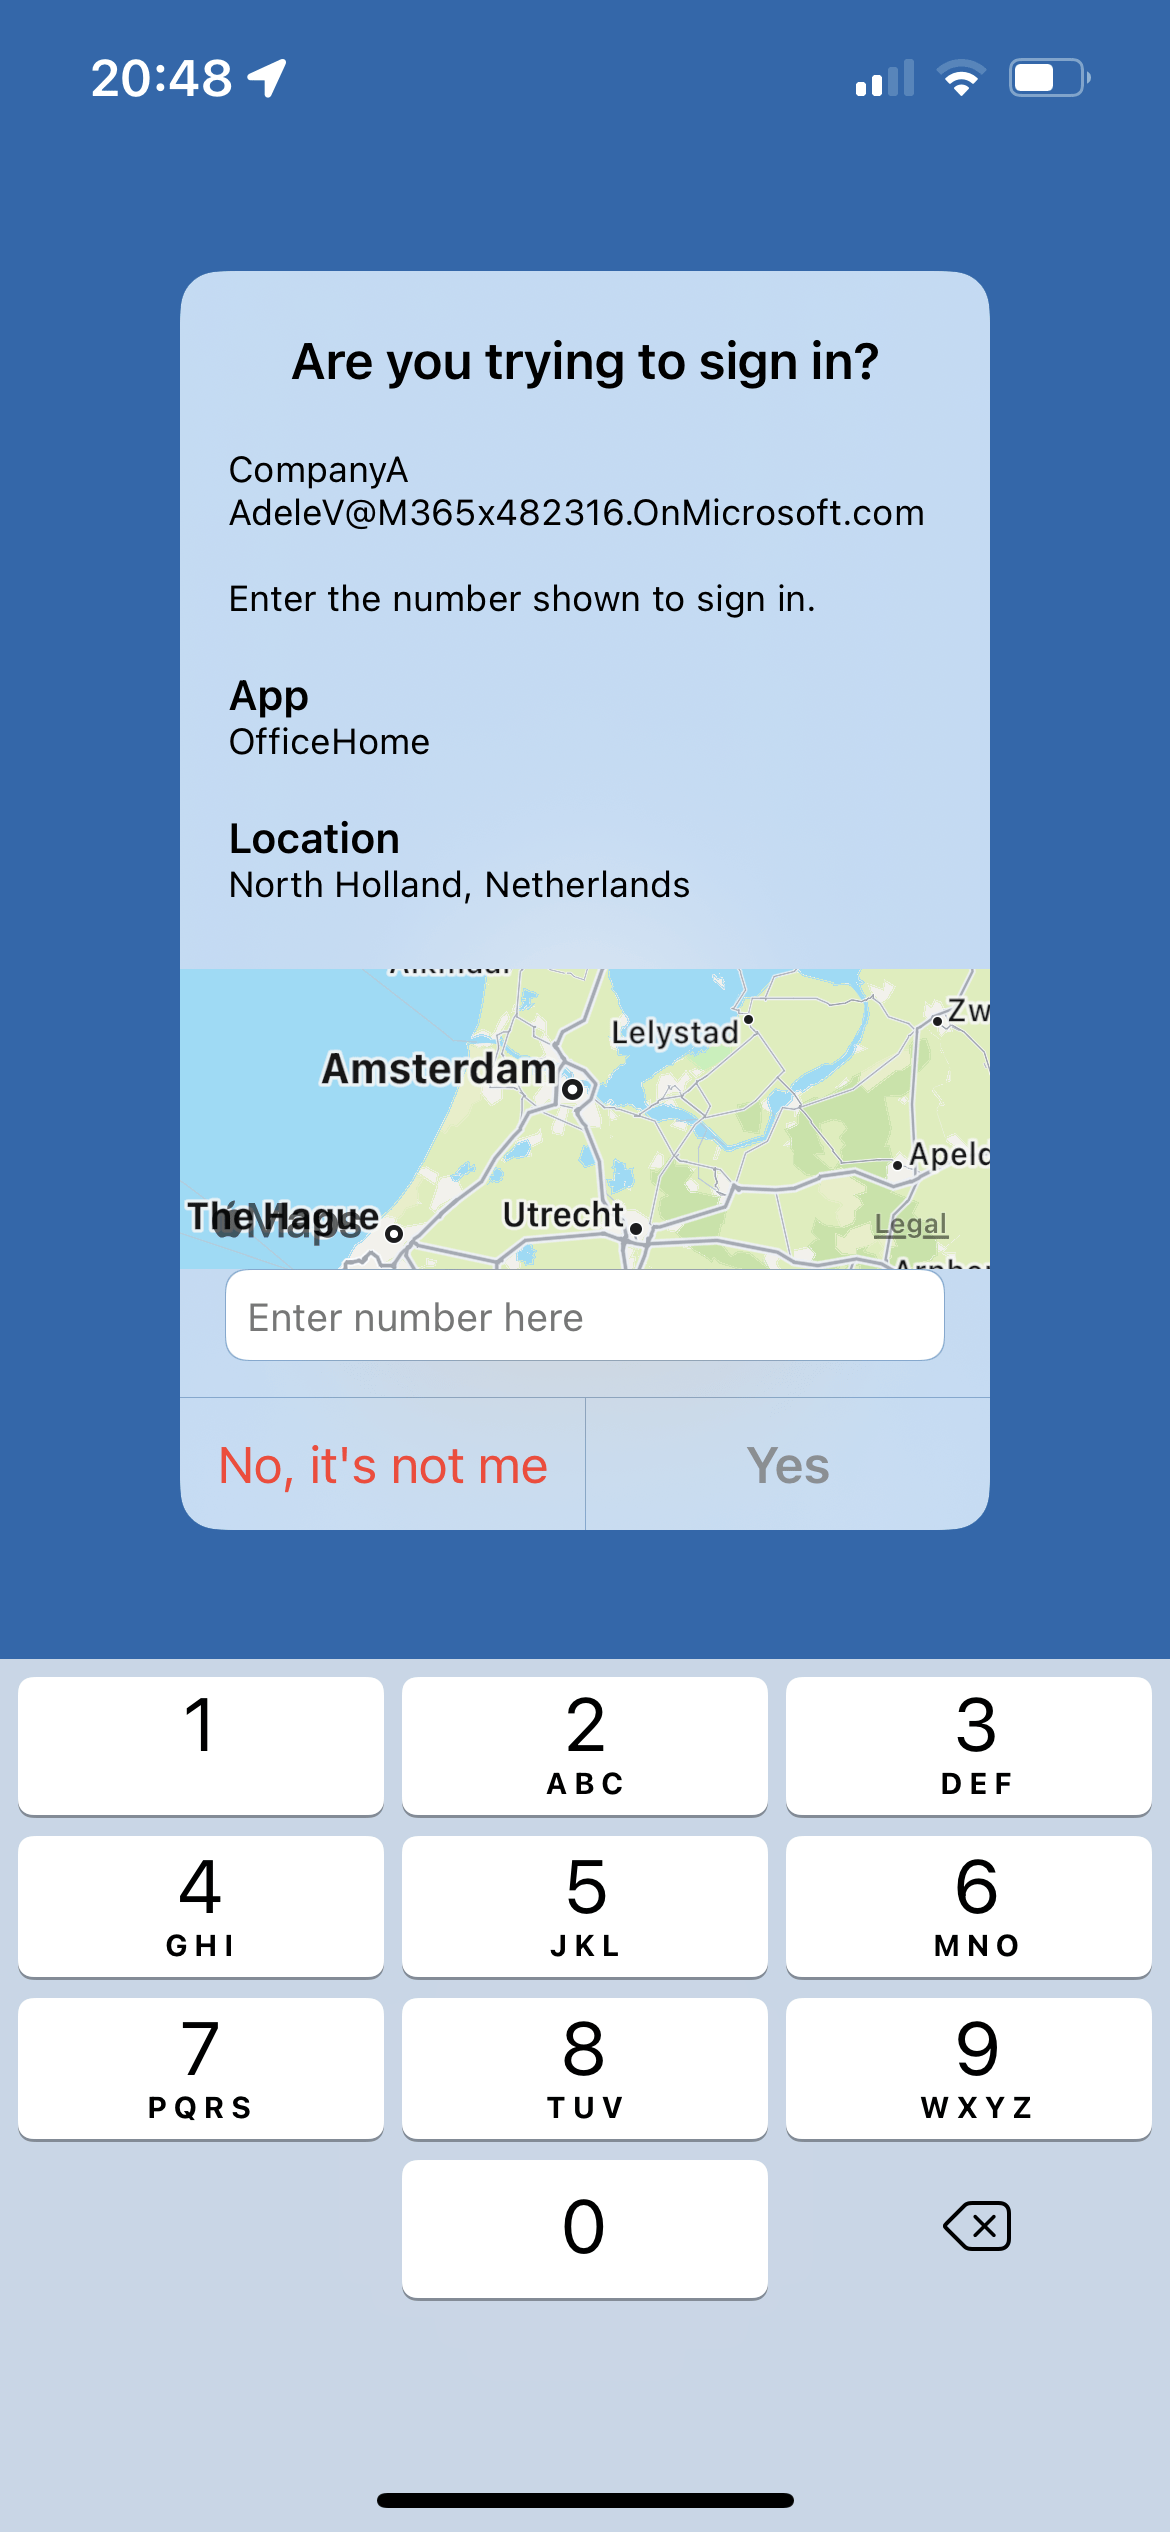 20:48
Are you trying to sign in?
CompanyA
AdeleV@M365x482316.OnMicrosoft.com
Enter the number shown to sign in.
App
OfficeHome
Location
North Holland, Netherlands
Lelystad
Zw
Amsterdam
Apeld
The Hague
Maps
Utrecht
Legal
Enter number here
No, it's not me
Yes
1
2
3
ABC
DEF
4
5
6
GHI
JKL
MNO
7
8
9
PQRS
TUV
WXYZ
0